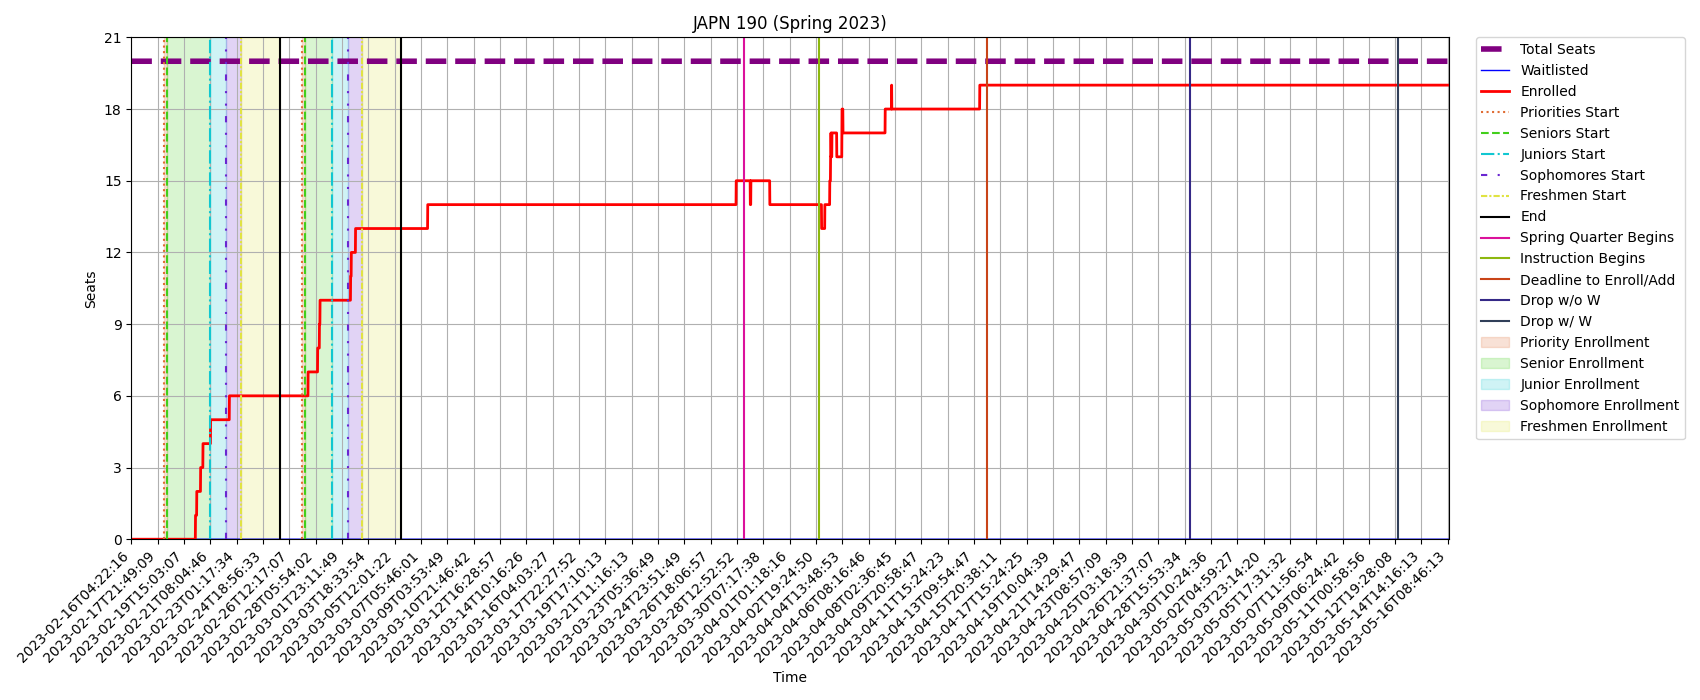 JAPN 190 (Spring 2023)
21
18
15
12
9
6
3
0
Seats
2023-02-16T04:22:16
2023-02-17T21:49:09
2023-02-19T15:03:07
2023-02-21T08:04:46
2023-02-23T01:17:34
2023-02-24T18:56:33
2023-02-26T12:17:07
2023-02-28T05:54:02
2023-03-01T23:11:49
2023-03-03T18:33:54
2023-03-05T12:01:22
2023-03-07T05:46:01
2023-03-09T03:53:49
2023-03-10T21:46:42
2023-03-12T16:28:57
2023-03-14T10:16:26
2023-03-16T04:03:27
2023-03-17T22:27:52
2023-03-19T17:10:13
2023-03-21T11:16:13
2023-03-23T05:36:49
2023-03-24T23:51:49
2023-03-26T18:06:57
2023-03-28T12:52:52
2023-03-30T07:17:38
2023-04-01T01:18:16
2023-04-02T19:24:50
2023-04-04T13:48:53
2023-04-06T08:16:46
2023-04-08T02:36:45
2023-04-09T20:58:47
2023-04-11T15:24:23
2023-04-13T09:54:47
2023-04-15T20:38:11
2023-04-17T15:24:25
2023-04-19T10:04:39
2023-04-21T14:29:47
2023-04-23T08:57:09
2023-04-25T03:18:39
2023-04-26T21:37:07
2023-04-28T15:53:34
2023-04-30T10:24:36
2023-05-02T04:59:27
2023-05-03T23:14:20
2023-05-05T17:31:32
2023-05-07T11:56:54
2023-05-09T06:24:42
2023-05-11T00:58:56
2023-05-12T19:28:08
2023-05-14T14:16:13
2023-05-16T08:46:13
Time
Total Seats
Waitlisted
Enrolled
Priorities Start
Seniors Start
Juniors Start
Sophomores Start
Freshmen Start
End
Spring Quarter Begins
Instruction Begins
Deadline to Enroll/Add
Drop w/o W
Drop w/ W
Priority Enrollment
Senior Enrollment
Junior Enrollment
Sophomore Enrollment
Freshmen Enrollment